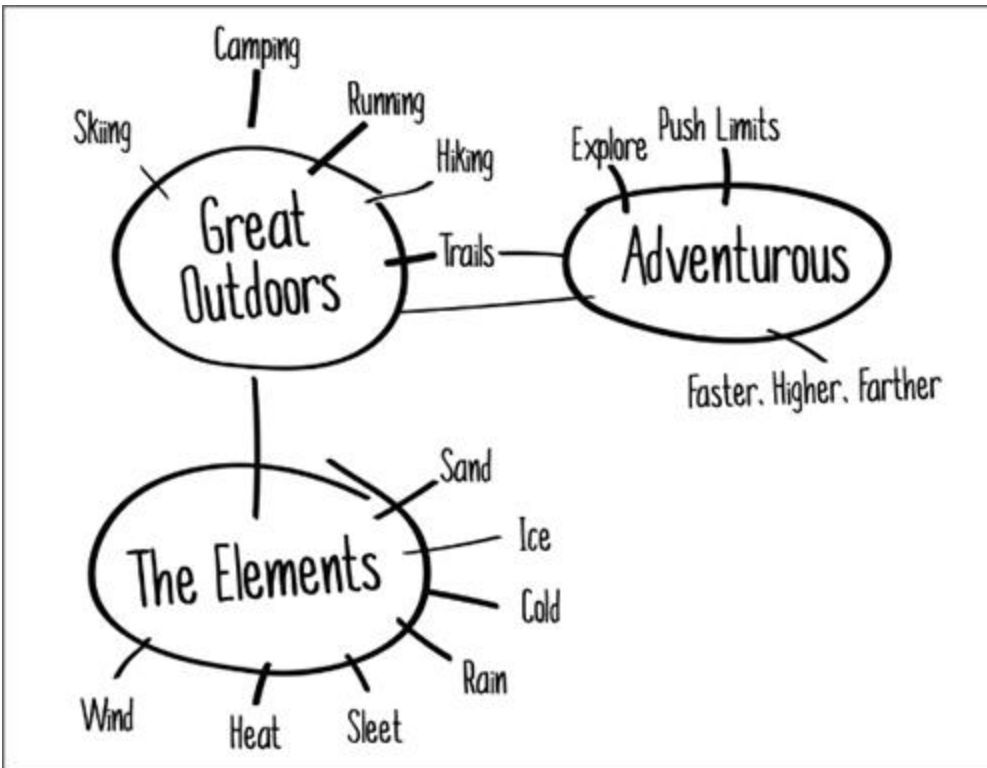 Camping
Running
Skiing
Hiking
Explore
Push Limits
Great
Outdoors
Trails
Adventurous
Faster. Higher. Farther
Sand
Ice
The Elements
Cold
Rain
Wind
Heat
Sleet